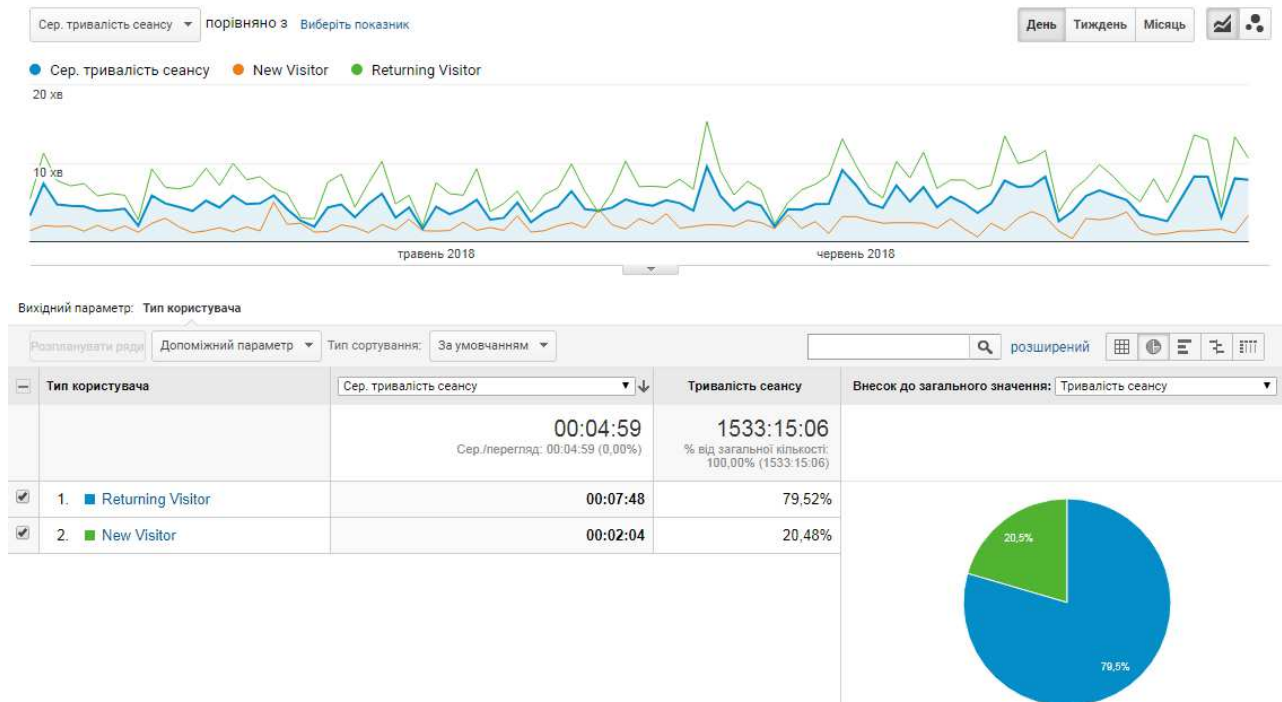 Сер. тривалість сеансу порівняно з Виберіть показник День Тиждень Місяць
Сер. тривалість сеансу New Visitor Returning Visitor
20 хв
10 хв
травень 2018 червень 2018
Вихідний параметр: Тип користувача
Розпланувати ряди Допоміжний параметр Тип сортування: За умовчанням розширений
Тип користувача Сер. тривалість сеансу Тривалість сеансу Внесок до загального значення: Тривалість сеансу
00:04:59 1533:15:06
Сер./перегляд: 00:04:59 (0,00%) % від загальної кількості:
100,00% (1533:15:06)
1. Returning Visitor 00:07:48 79,52%
2. New Visitor 00:02:04 20,48%
20,5%
79,5%